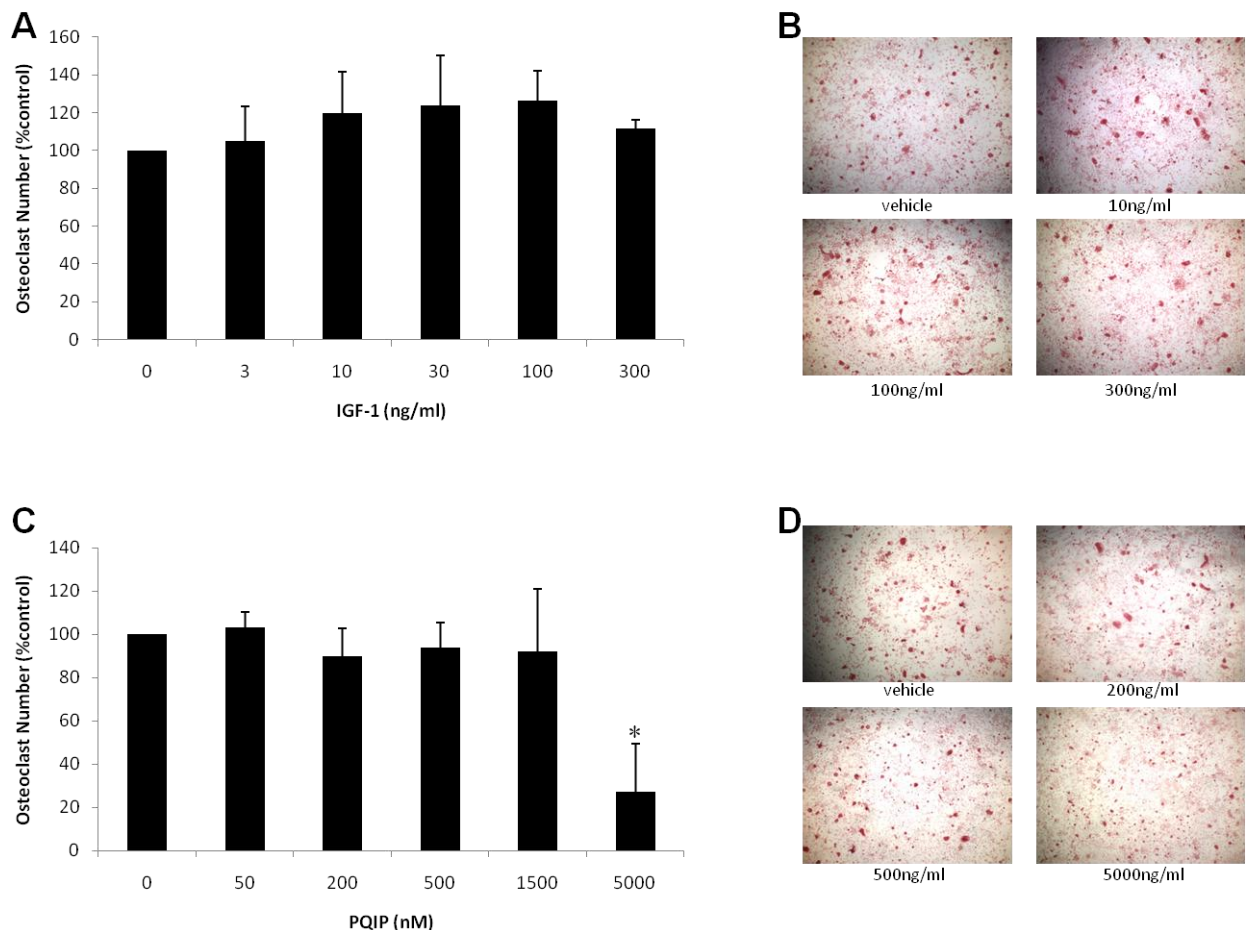 A
Osteoclast Number (%control)
160
140
120
100
80
60
40
20
0
0 3 10 30 100 300
IGF-1 (ng/ml)
B
vehicle 10ng/ml
100ng/ml 300ng/ml
C
Osteoclast Number (%control)
140
120
100
80
60
40
20
0
*
0 50 200 500 1500 5000
PQIP (nM)
D
vehicle 200ng/ml
500ng/ml 5000ng/ml